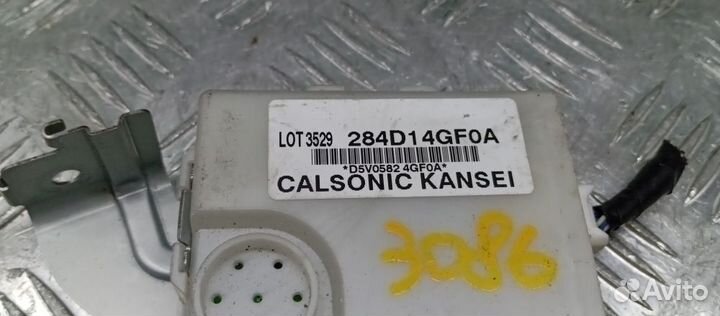 LOT 3529 284D14GF0A
*D5V0582 4GF0A*
CALSONIC KANSEI
3086
Avito